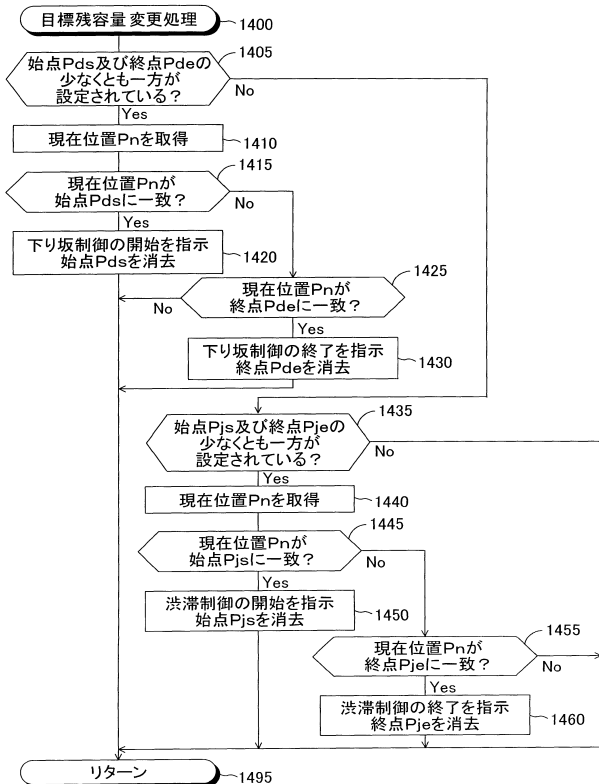 目標残容量変更処理
1400
始点Pds及び終点Pdeの
少なくとも一方が
設定されている?
1405
No
Yes
現在位置Pnを取得
1410
現在位置Pnが
始点Pdsに一致?
1415
No
Yes
下り坂制御の開始を指示
始点Pdsを消去
1420
現在位置Pnが
終点Pdeに一致?
1425
No
Yes
下り坂制御の終了を指示
終点Pdeを消去
1430
始点Pjs及び終点Pjeの
少なくとも一方が
設定されている?
1435
No
Yes
現在位置Pnを取得
1440
現在位置Pnが
始点Pjsに一致?
1445
No
Yes
渋滞制御の開始を指示
始点Pjsを消去
1450
現在位置Pnが
終点Pjeに一致?
1455
No
Yes
渋滞制御の終了を指示
終点Pjeを消去
1460
リターン
1495